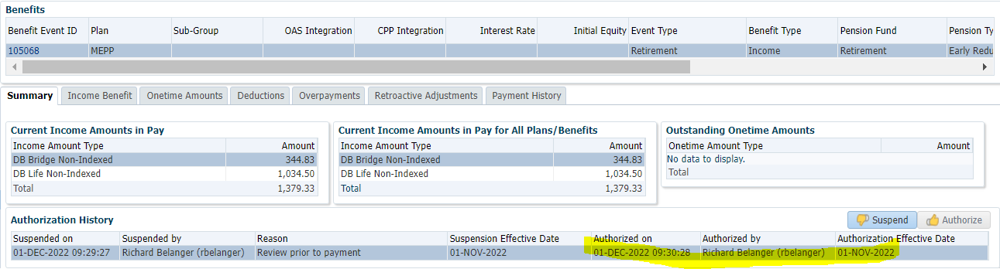 Benefits
Benefit Event ID Plan Sub-Group OAS Integration CPP Integration Interest Rate Initial Equity Event Type Benefit Type Pension Fund Pension Ty
105068 MEPP Retirement Income Retirement Early Redu
Summary Income Benefit Onetime Amounts Deductions Overpayments Retroactive Adjustments Payment History
Current Income Amounts in Pay Current Income Amounts in Pay for All Plans/Benefits Outstanding Onetime Amounts
Income Amount Type Amount Income Amount Type Amount Onetime Amount Type Amount
DB Bridge Non-Indexed 344.83 DB Bridge Non-Indexed 344.83 No data to display.
DB Life Non-Indexed 1,034.50 DB Life Non-Indexed 1,034.50 Total
Total 1,379.33 Total 1,379.33
Authorization History Suspend Authorize
Suspended on Suspended by Reason Suspension Effective Date Authorized on Authorized by Authorization Effective Date
01-DEC-2022 09:29:27 Richard Belanger (rbelanger) Review prior to payment 01-NOV-2022 01-DEC-2022 09:30:28 Richard Belanger (rbelanger) 01-NOV-2022